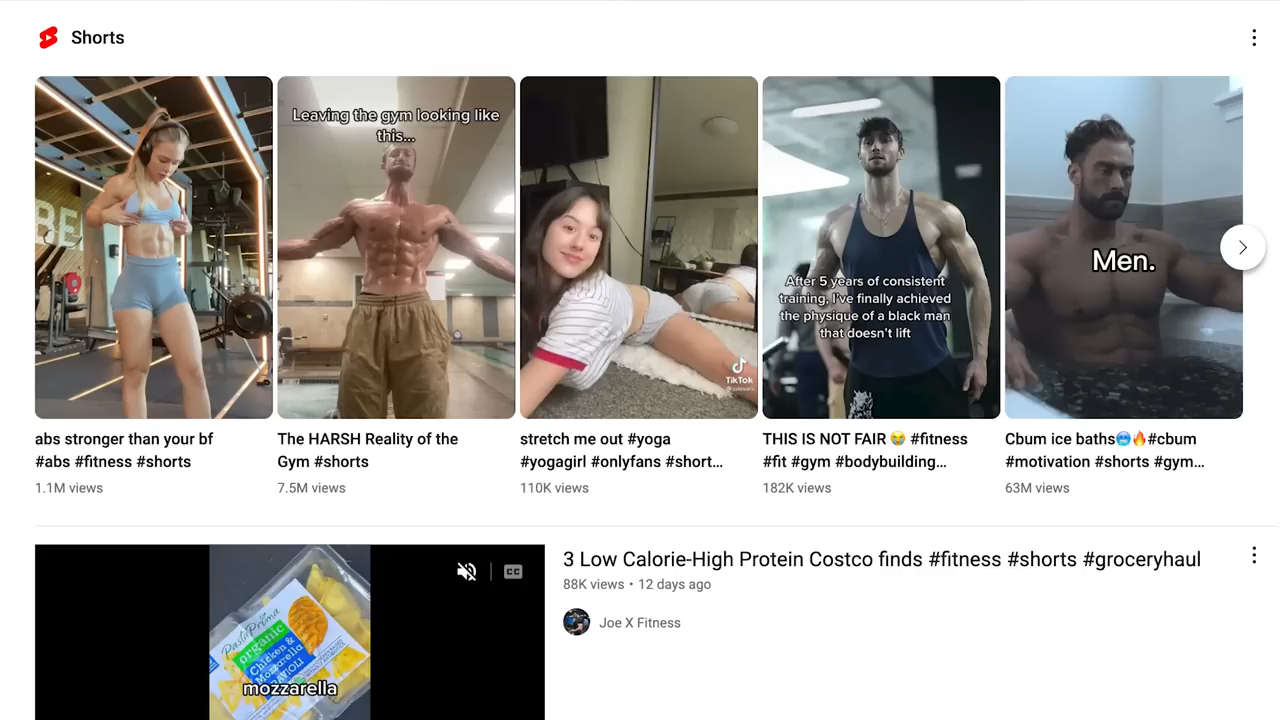 Shorts
Leaving the gym looking like
this...
BE
TikTok
After 5 years of consistent
training, I've finally achieved
the physique of a black man
that doesn't lift
Men.
abs stronger than your bf
#abs #fitness #shorts
1.1M views
The HARSH Reality of the
Gym #shorts
7.5M views
stretch me out #yoga
#yogagirl #onlyfans #short...
110K views
THIS IS NOT FAIR 😭 #fitness
#fit #gym #bodybuilding...
182K views
Cbum ice baths🥶🔥#cbum
#motivation #shorts #gym...
63M views
PastaPrima
organic
Chicken &
Mozzarella
RAVIOLI
mozzarella
CC
3 Low Calorie-High Protein Costco finds #fitness #shorts #groceryhaul
88K views • 12 days ago
Joe X Fitness